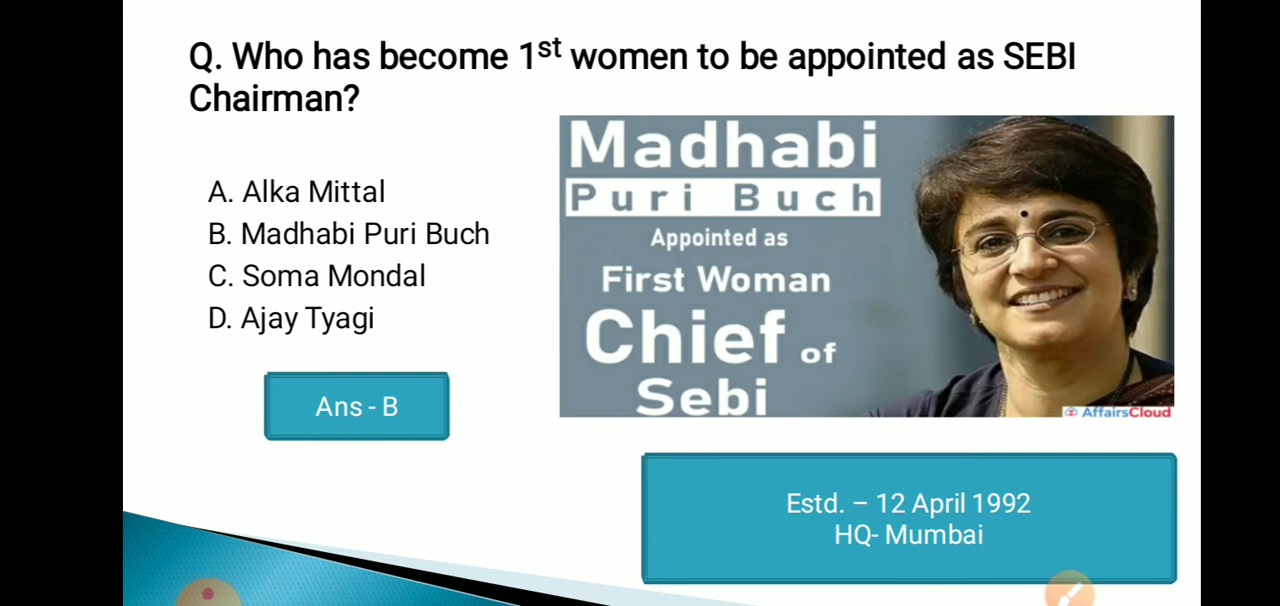 Q. Who has become 1st women to be appointed as SEBI
Chairman?
A. Alka Mittal
B. Madhabi Puri Buch
C. Soma Mondal
D. Ajay Tyagi
Ans - B
Madhabi
Puri Buch
Appointed as
First Woman
Chief of
Sebi
AffairsCloud
Estd. – 12 April 1992
HQ- Mumbai